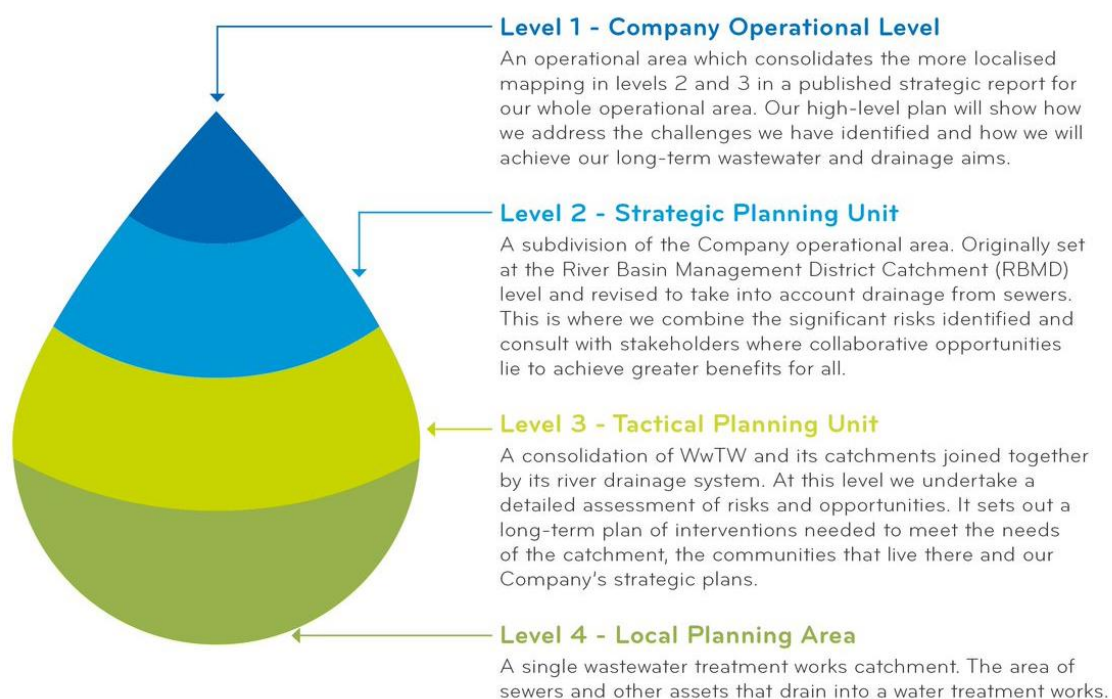 Level 1 - Company Operational Level
An operational area which consolidates the more localised
mapping in levels 2 and 3 in a published strategic report for
our whole operational area. Our high-level plan will show how
we address the challenges we have identified and how we will
achieve our long-term wastewater and drainage aims.
Level 2 - Strategic Planning Unit
A subdivision of the Company operational area. Originally set
at the River Basin Management District Catchment (RBMD)
level and revised to take into account drainage from sewers.
This is where we combine the significant risks identified and
consult with stakeholders where collaborative opportunities
lie to achieve greater benefits for all.
Level 3 - Tactical Planning Unit
A consolidation of WwTW and its catchments joined together
by its river drainage system. At this level we undertake a
detailed assessment of risks and opportunities. It sets out a
long-term plan of interventions needed to meet the needs
of the catchment, the communities that live there and our
Company's strategic plans.
Level 4 - Local Planning Area
A single wastewater treatment works catchment. The area of
sewers and other assets that drain into a water treatment works.